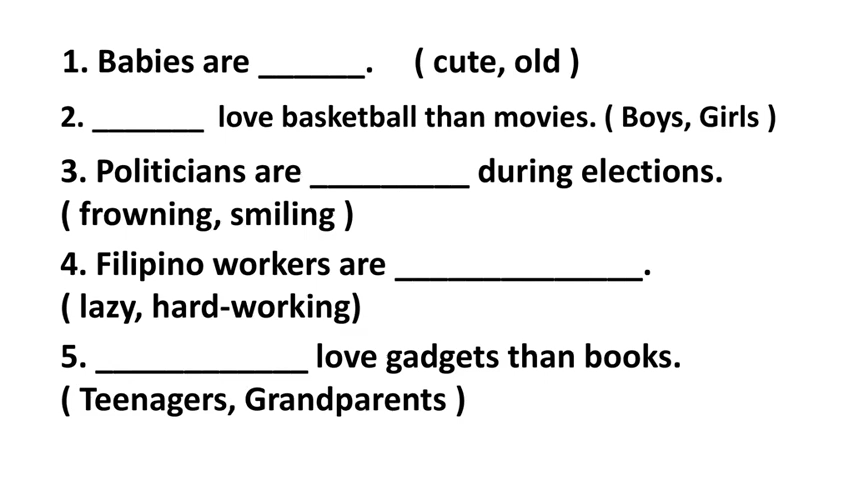 1. Babies are ______. ( cute, old )
2. _______ love basketball than movies. ( Boys, Girls )
3. Politicians are _________ during elections.
( frowning, smiling )
4. Filipino workers are ______________.
( lazy, hard-working)
5. ____________ love gadgets than books.
( Teenagers, Grandparents )